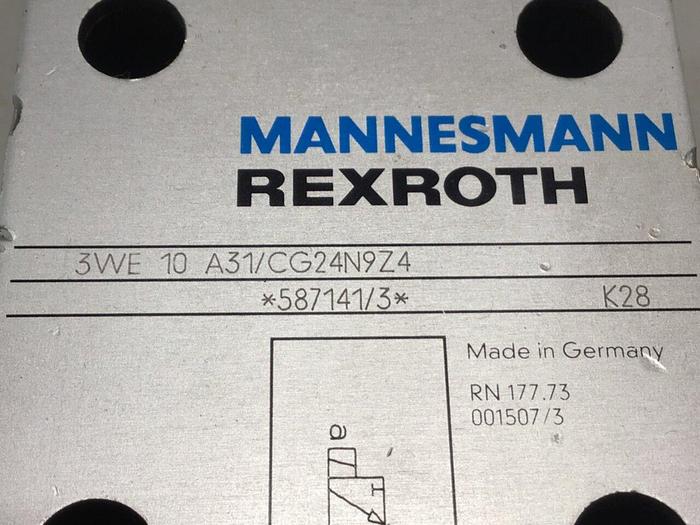 MANNESMANN
REXROTH
3WE 10 A31/CG24N9Z4
*587141/3* K28
Made in Germany
RN 177.73
001507/3
a